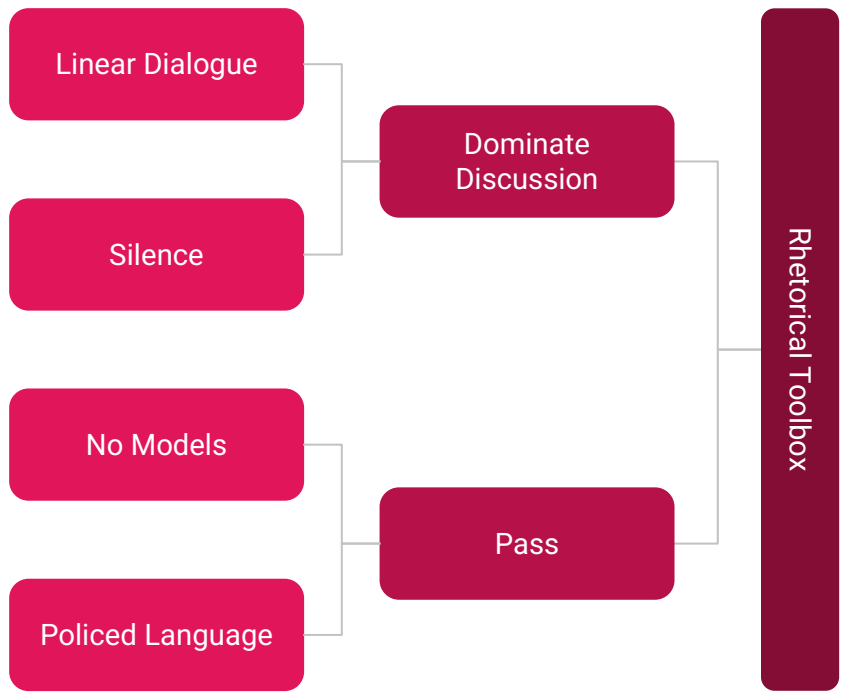 Linear Dialogue
Dominate
Discussion
Silence
Rhetorical Toolbox
No Models
Pass
Policed Language